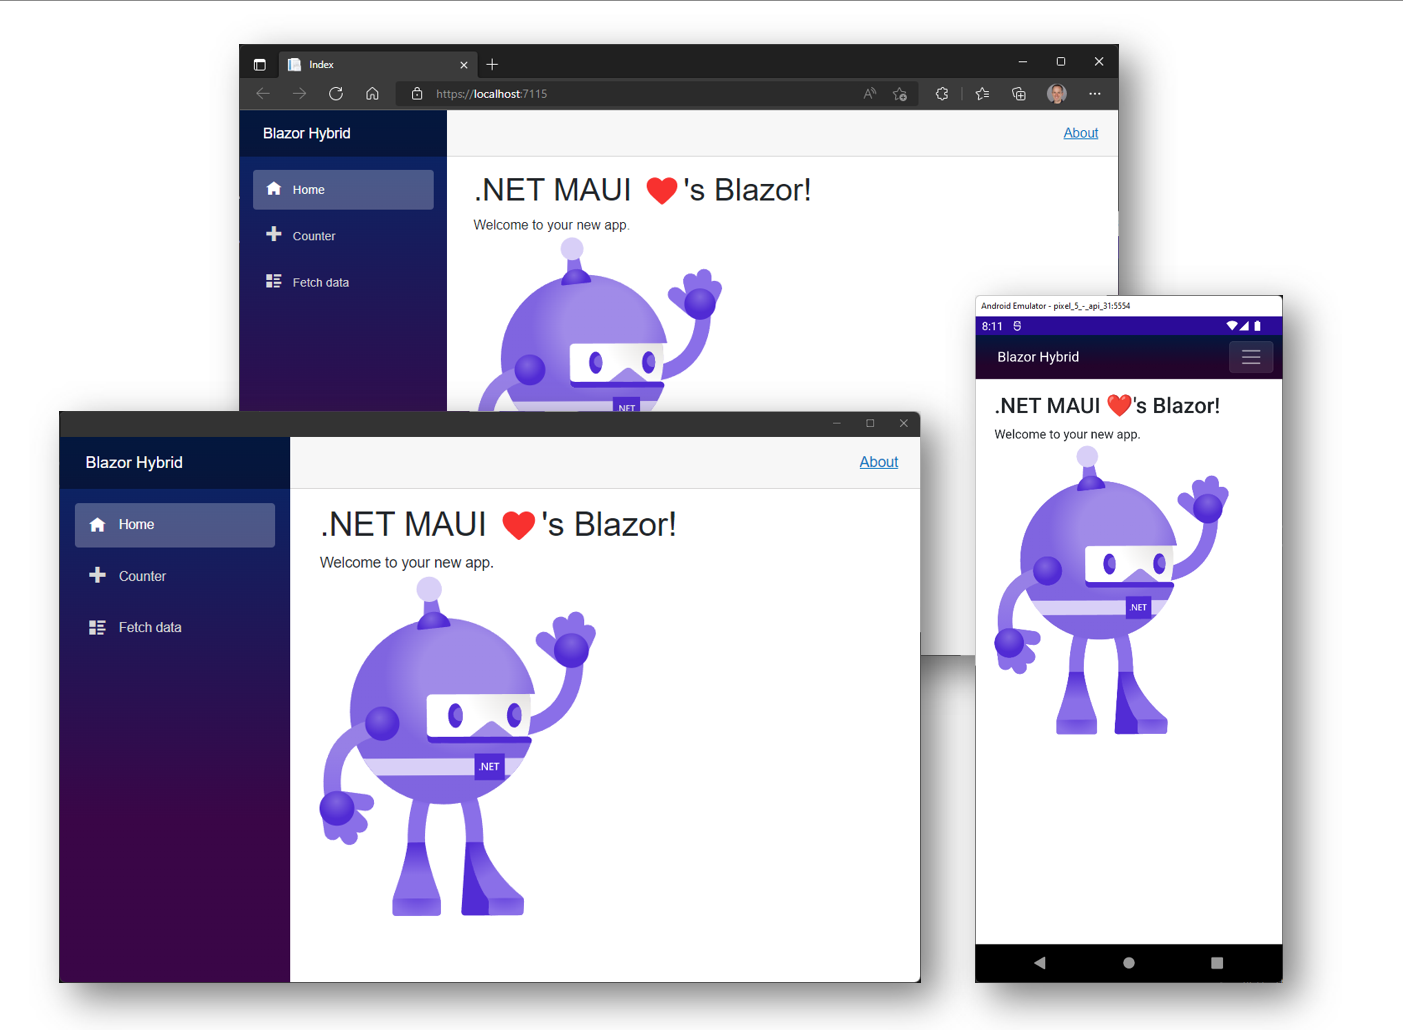 Index
https://localhost:7115
Blazor Hybrid
About
Home
Counter
Fetch data
.NET MAUI ❤'s Blazor!
Welcome to your new app.
.NET
Blazor Hybrid
About
Home
Counter
Fetch data
.NET MAUI ❤'s Blazor!
Welcome to your new app.
.NET
Android Emulator - pixel_5_-_api_31:5554
8:11
Blazor Hybrid
.NET MAUI ❤'s Blazor!
Welcome to your new app.
.NET